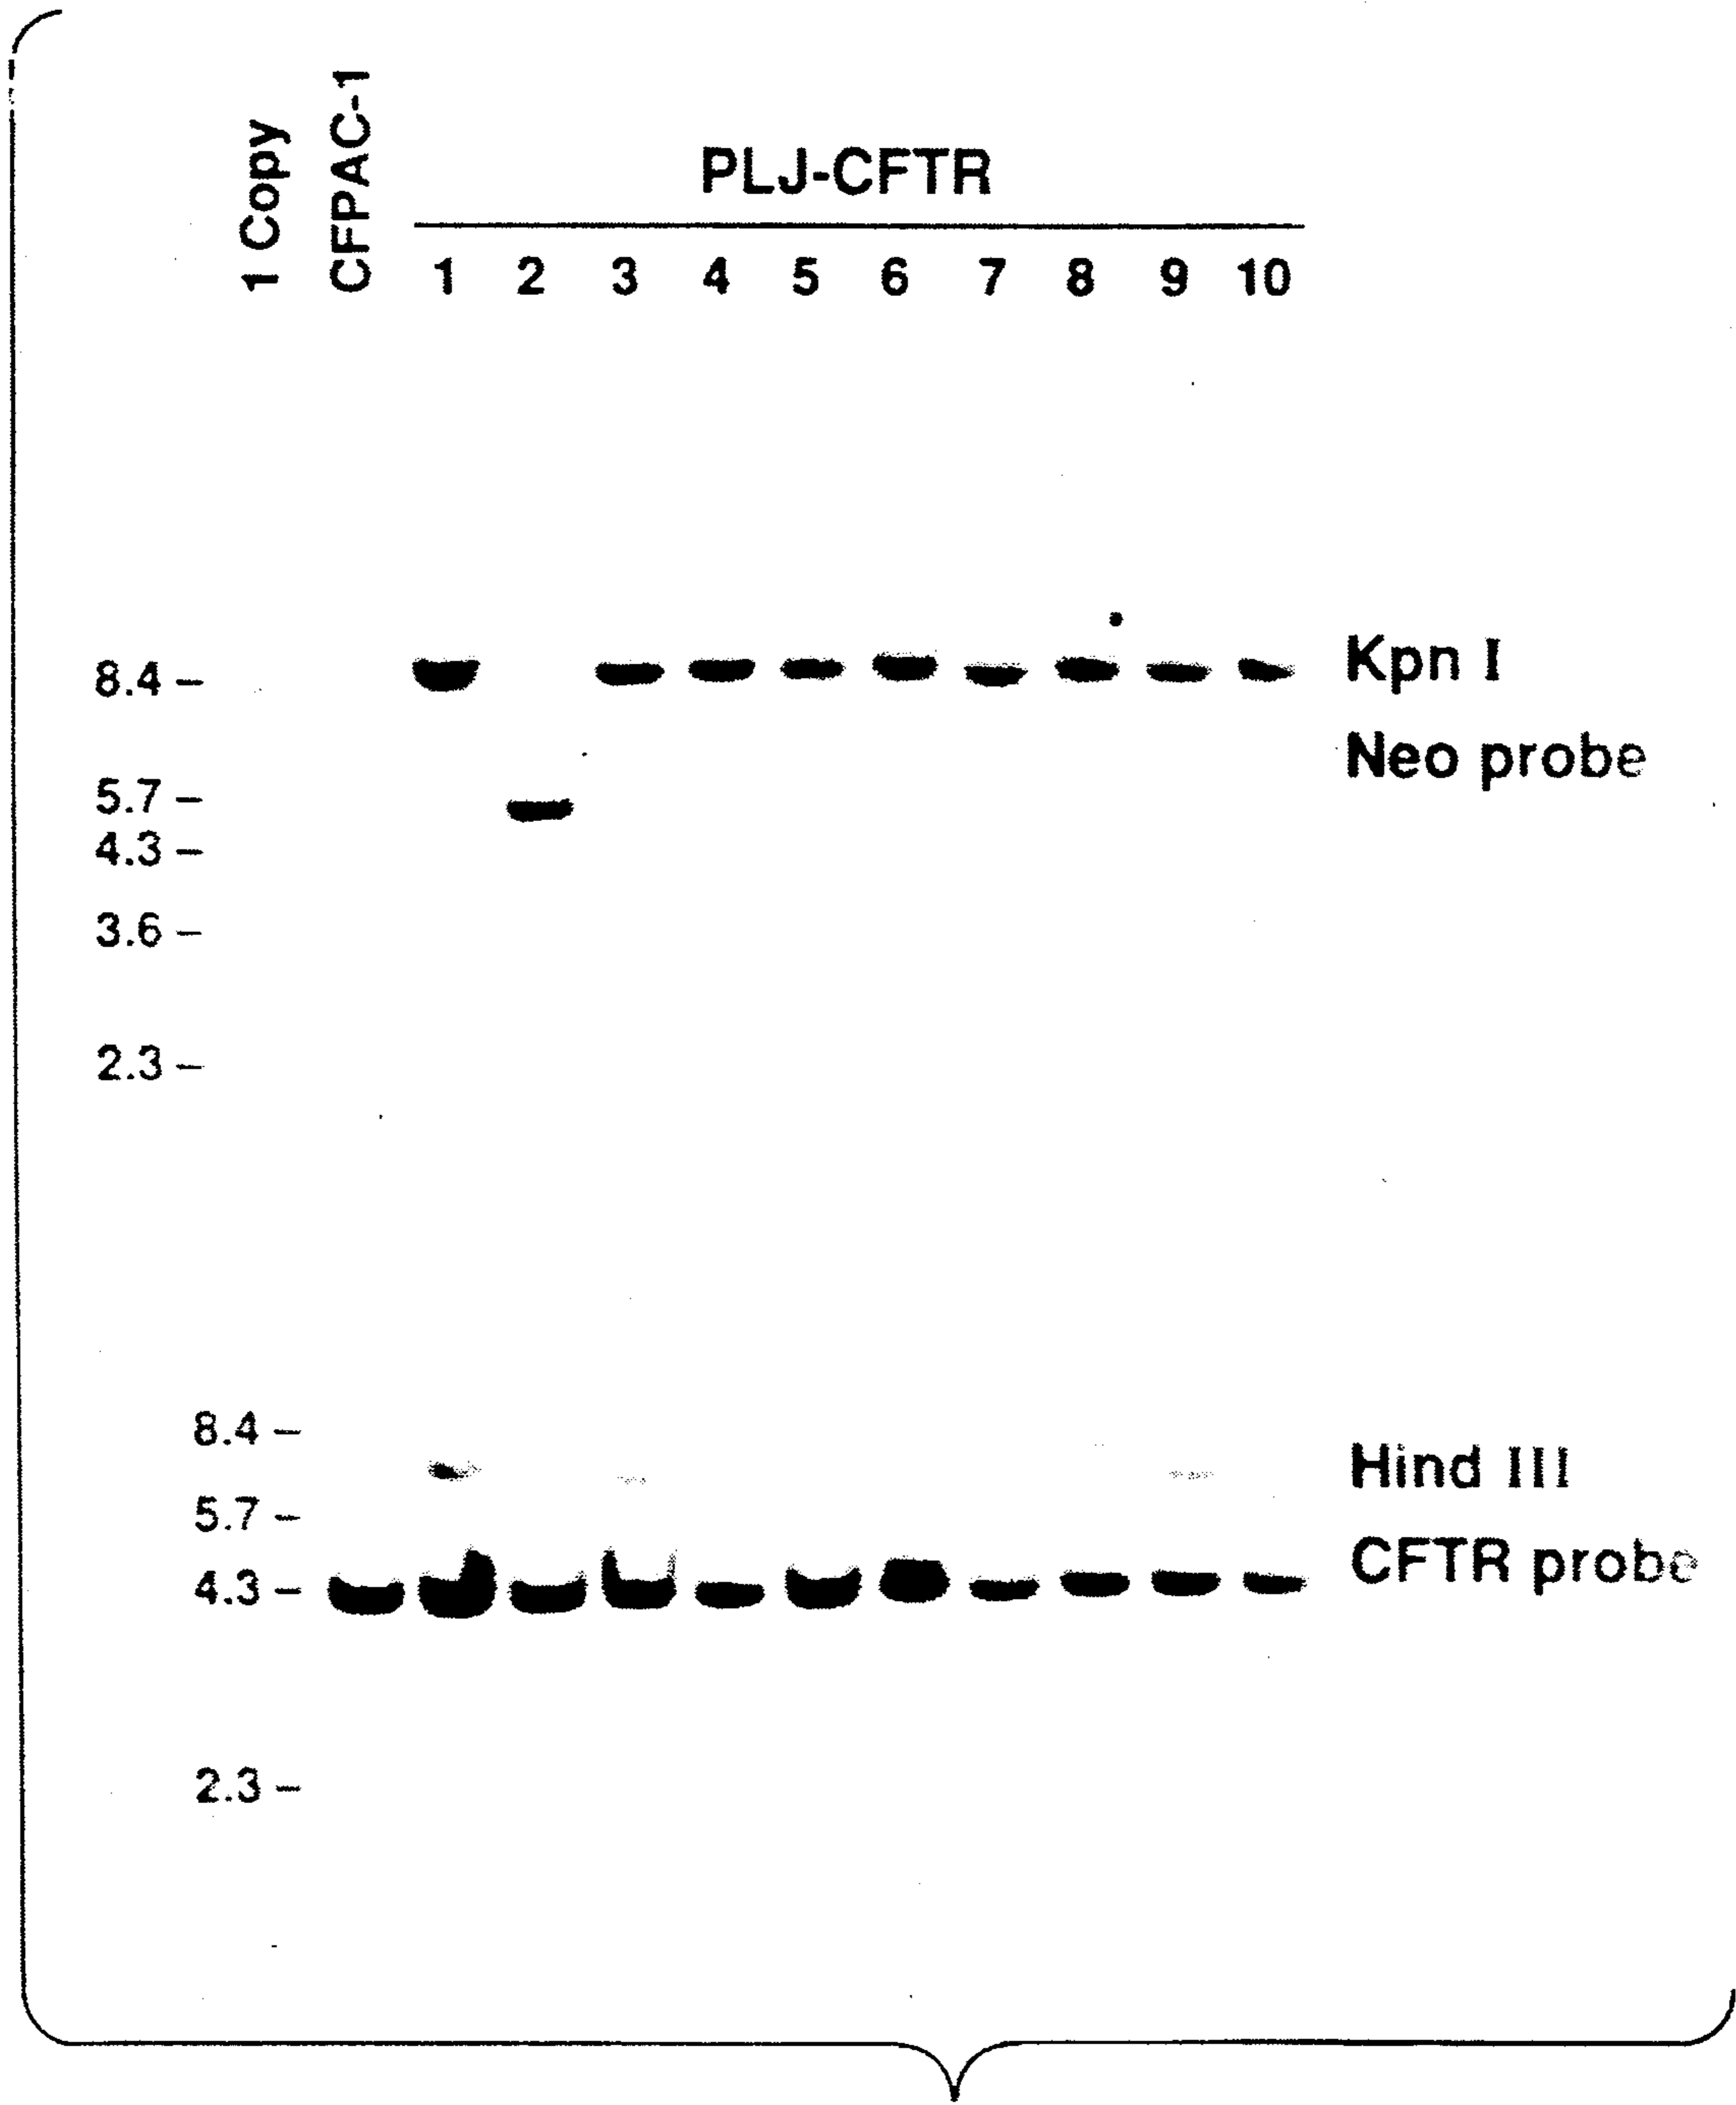 1 Copy
CFPAC-1
PLJ-CFTR
1 2 3 4 5 6 7 8 9 10
8.4
Kpn I
Neo probe
5.7
4.3
3.6
2.3
8.4
Hind III
5.7
CFTR probe
4.3
2.3